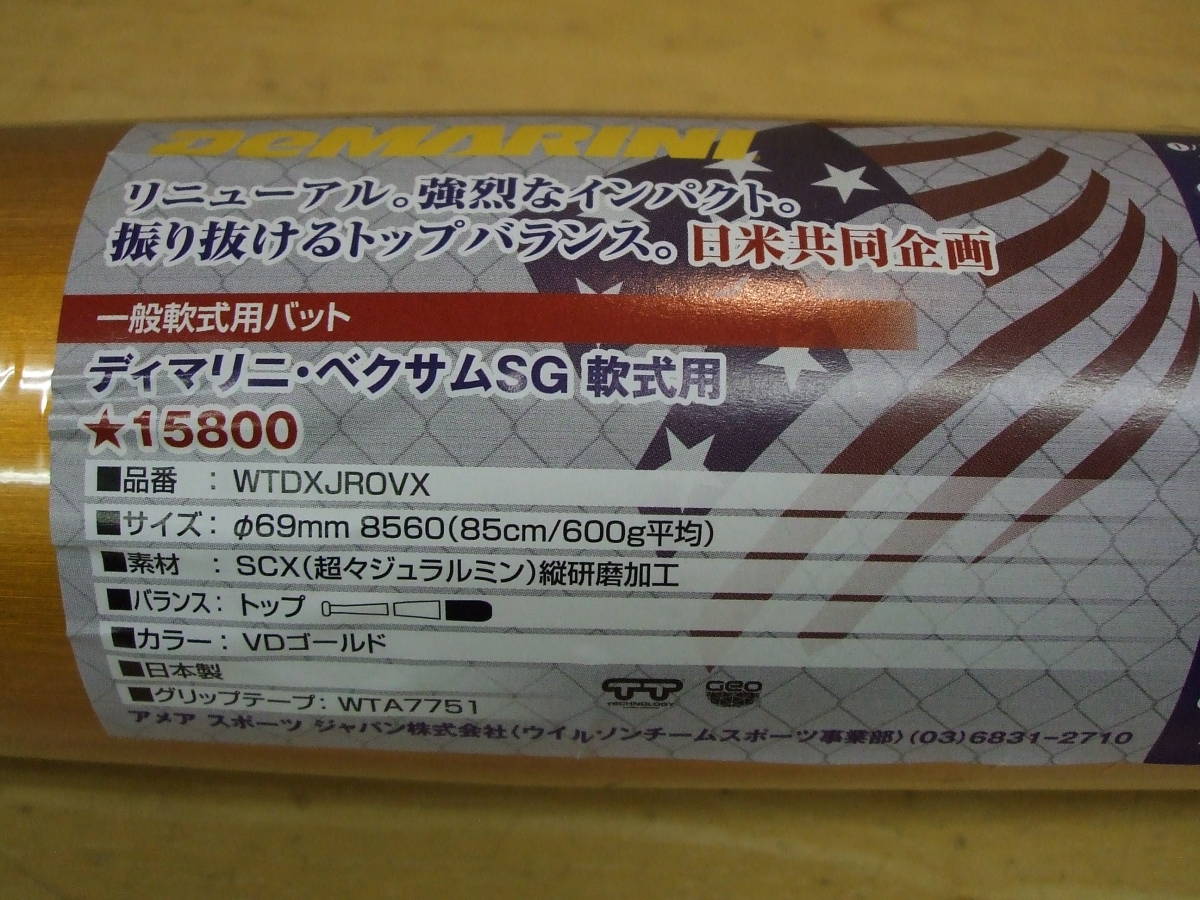 DeMARINI
リニューアル。強烈なインパクト。
振り抜けるトップバランス。日米共同企画
一般軟式用バット
ディマリニ・ベクサムSG 軟式用
★15800
■品番 : WTDXJROVX
■サイズ: φ69mm 8560(85cm/600g平均)
■素材 : SCX(超々ジュラルミン)縦研磨加工
■バランス: トップ
■カラー: VDゴールド
■日本製
■グリップテープ: WTA7751
TT TECHNOLOGY
GEO
アメア スポーツ ジャパン株式会社(ウイルソンチームスポーツ事業部)(03)6831-2710